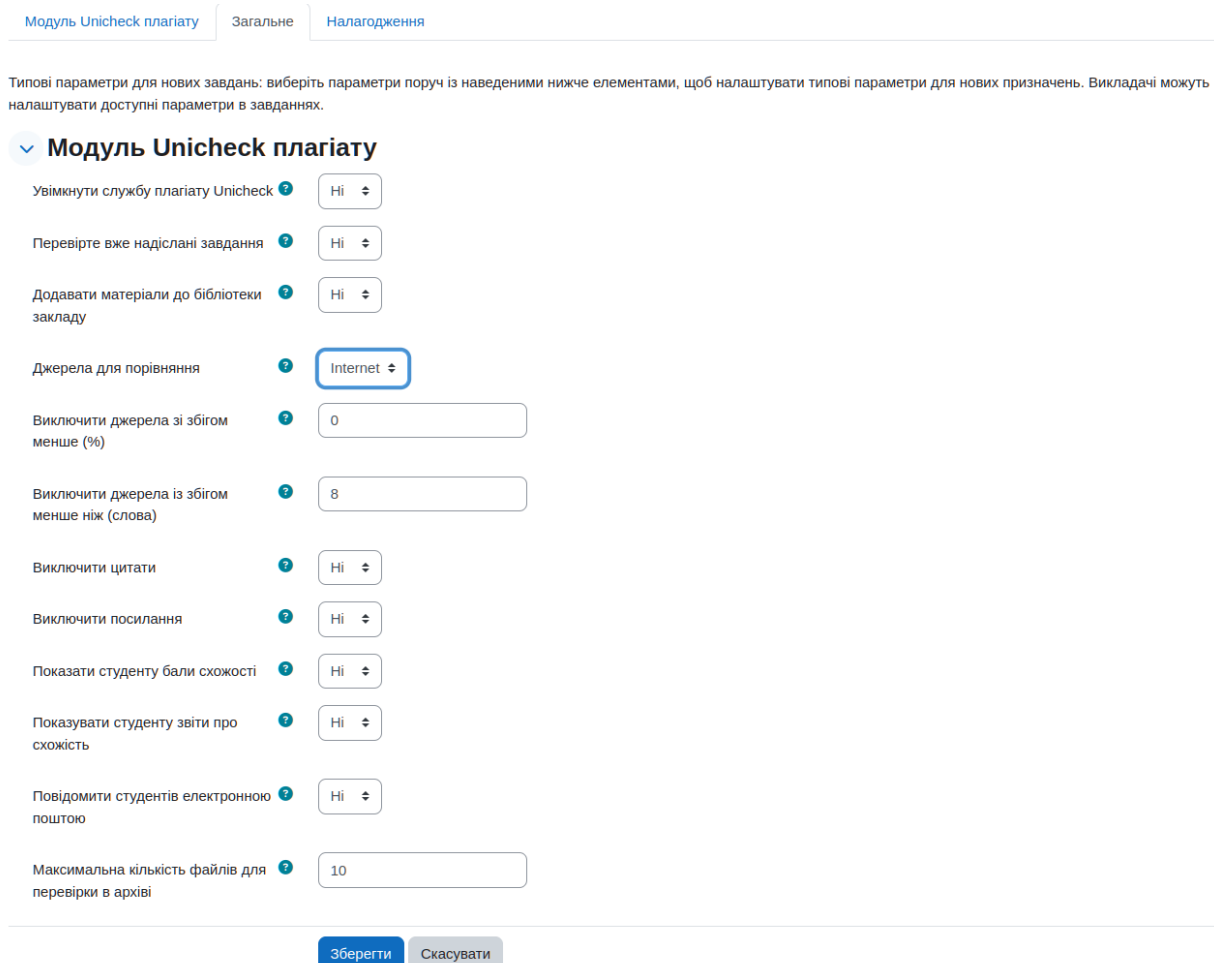 Модуль Unicheck плагіату Загальне Налагодження
Типові параметри для нових завдань: виберіть параметри поруч із наведеними нижче елементами, щоб налаштувати типові параметри для нових призначень. Викладачі можуть
налаштувати доступні параметри в завданнях.
Модуль Unicheck плагіату
Увімкнути службу плагіату Unicheck ? Ні
Перевірте вже надіслані завдання ? Ні
Додавати матеріали до бібліотеки ? Ні
закладу
Джерела для порівняння ? Internet
Виключити джерела зі збігом ? 0
менше (%)
Виключити джерела із збігом ? 8
менше ніж (слова)
Виключити цитати ? Ні
Виключити посилання ? Ні
Показати студенту бали схожості ? Ні
Показувати студенту звіти про ? Ні
схожість
Повідомити студентів електронною ? Ні
поштою
Максимальна кількість файлів для ? 10
перевірки в архіві
Зберегти Скасувати